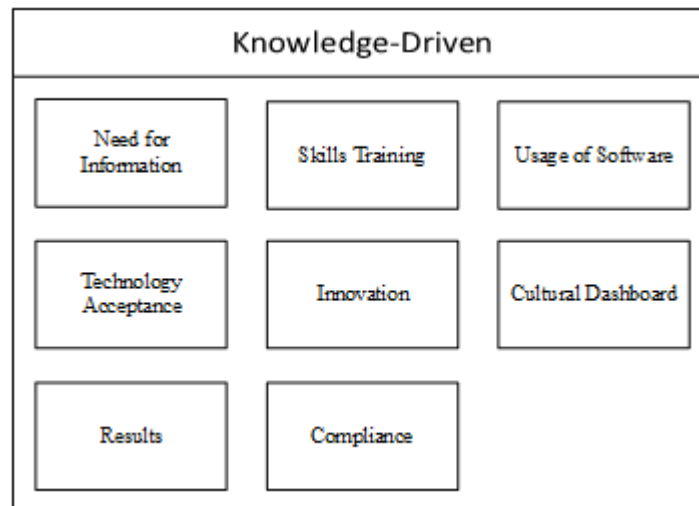 Knowledge-Driven
Need for
Information
Skills Training
Usage of Software
Technology
Acceptance
Innovation
Cultural Dashboard
Results
Compliance